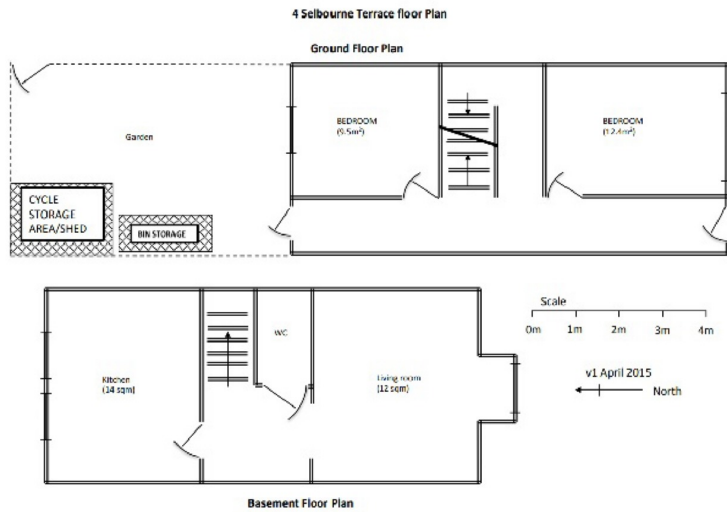 4 Selbourne Terrace floor Plan
Ground Floor Plan
BEDROOM
(9.5m²)
BEDROOM
(12.4m²)
Garden
CYCLE
STORAGE
AREA/SHED
BIN STORAGE
Scale
0m 1m 2m 3m 4m
WC
Kitchen
(14 sqm)
Living room
(12 sqm)
v1 April 2015
North
Basement Floor Plan